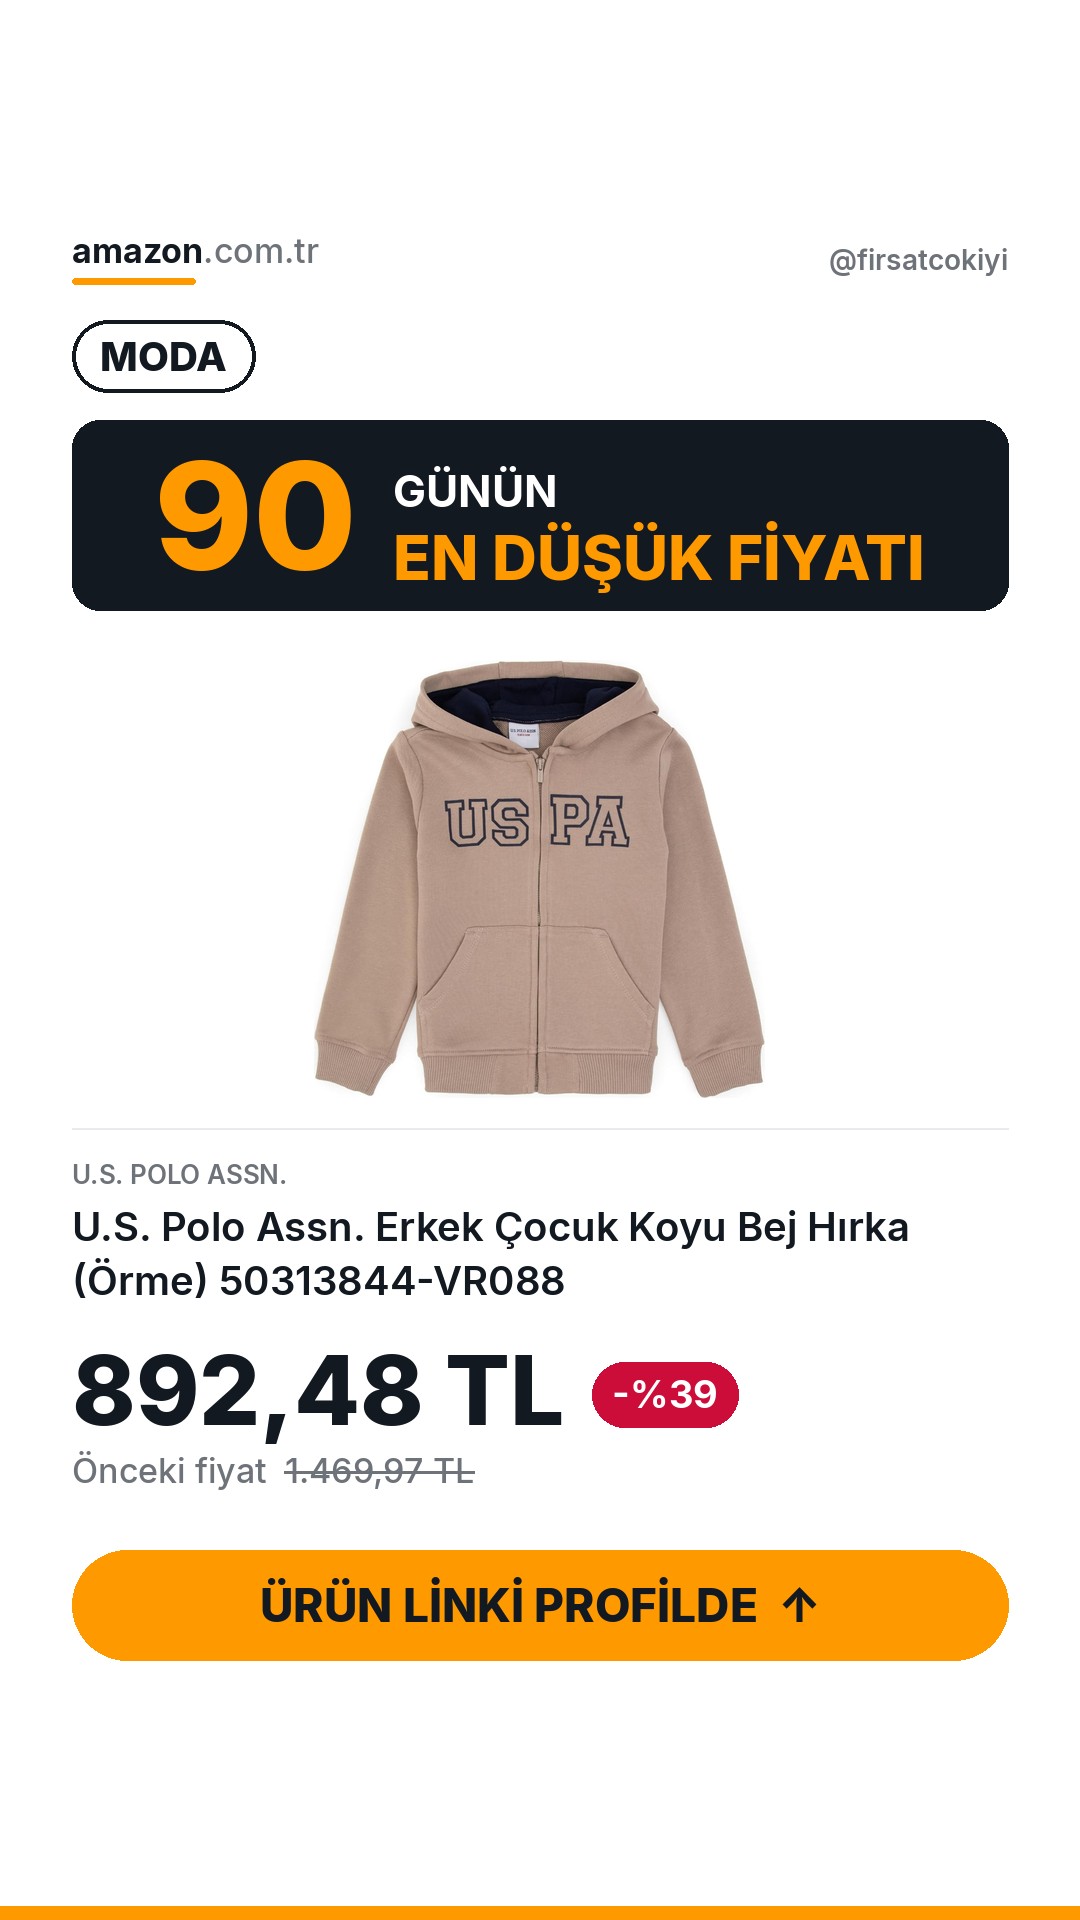 amazon.com.tr
@firsatcokiyi
MODA
90 GÜNÜN
EN DÜŞÜK FİYATI
US PA
U.S. POLO ASSN.
U.S. Polo Assn. Erkek Çocuk Koyu Bej Hırka
(Örme) 50313844-VR088
892,48 TL -%39
Önceki fiyat 1.469,97 TL
ÜRÜN LİNKİ PROFİLDE ↑